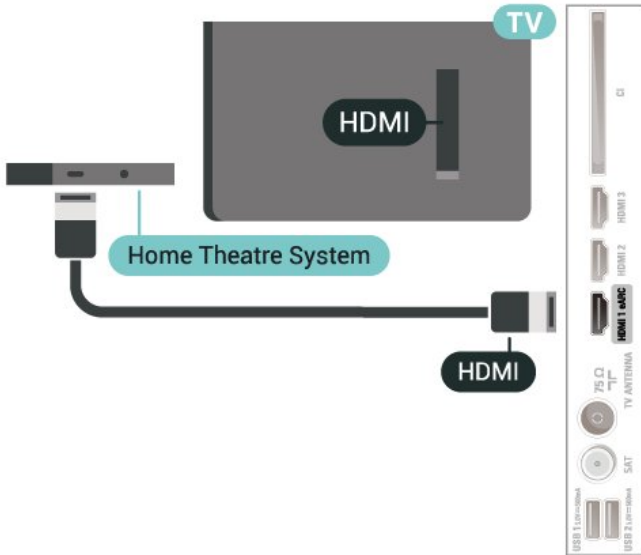 TV
HDMI
Home Theatre System
HDMI
CI
HDMI 3
HDMI 2
HDMI 1 eARC
75 Ω
TV ANTENNA
SAT
USB 1
USB 2